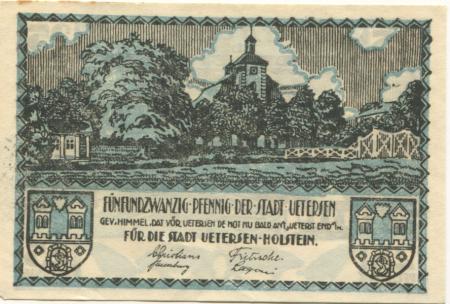 FÜNFUNDZWANZIG-PFENNIG-DER-STADT-UETERSEN
GEV, HIMMEL, DAT VÖR UETERSEN DE NOT NU BALD AN'T „UETERST END" IS.
FÜR DIE STADT UETERSEN-HOLSTEIN.